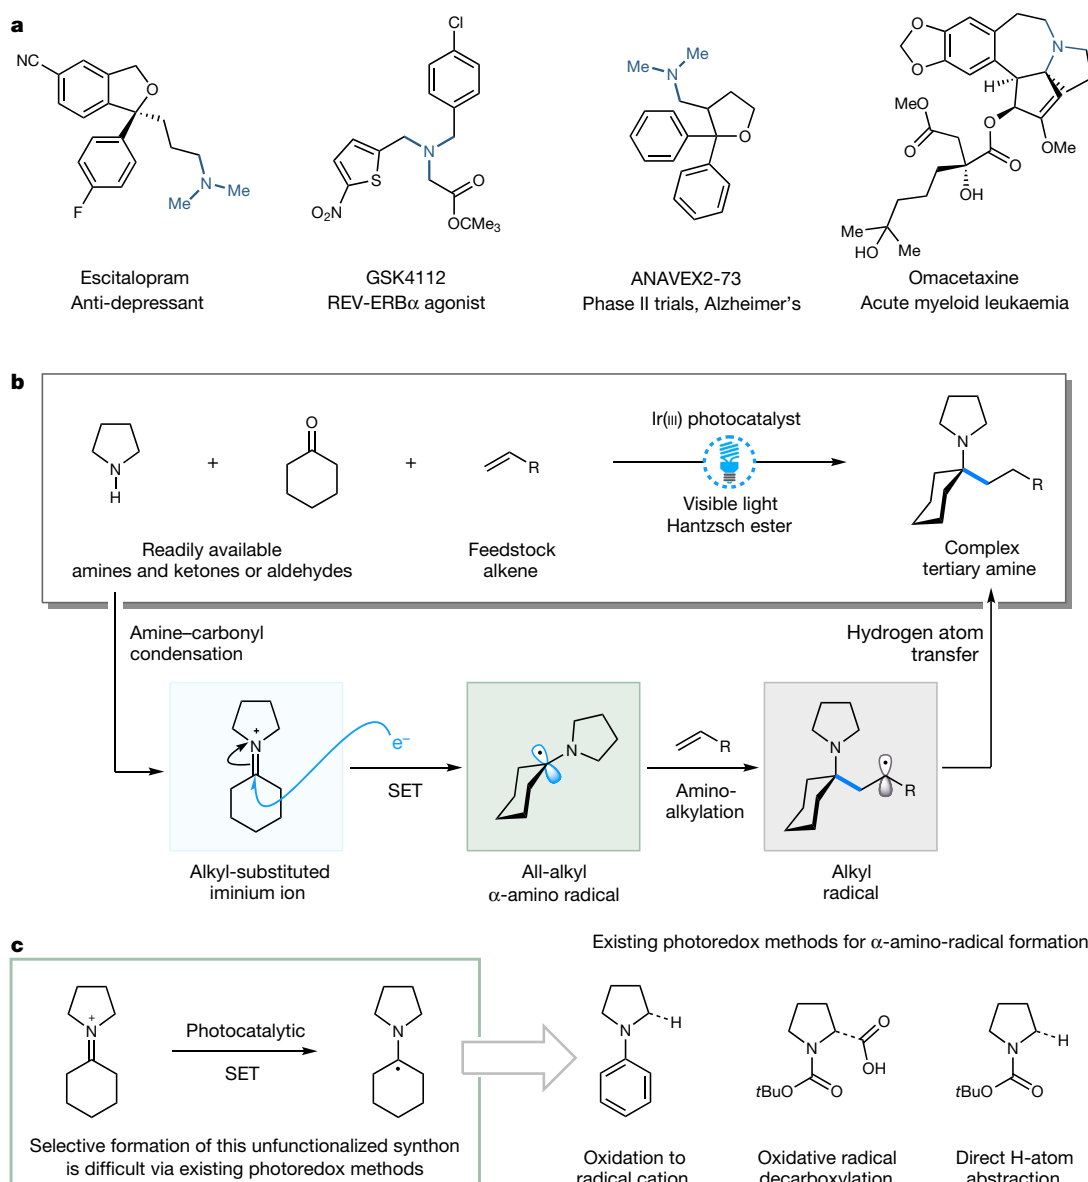 a
NC
O
F
N
Me
Me
Escitalopram
Anti-depressant
Cl
N
S
O2N
O
OCMe3
GSK4112
REV-ERBα agonist
Me
Me
N
O
ANAVEX2-73
Phase II trials, Alzheimer’s
O
O
N
H
MeO
O
O
O
OMe
OH
Me
HO
Me
Omacetaxine
Acute myeloid leukaemia
b
N
H
+
O
+
R
Ir(III) photocatalyst
Visible light
Hantzsch ester
N
R
Readily available
amines and ketones or aldehydes
Feedstock
alkene
Complex
tertiary amine
Amine–carbonyl
condensation
Hydrogen atom
transfer
+
N
e–
SET
N
R
Amino-
alkylation
N
R
Alkyl-substituted
iminium ion
All-alkyl
α-amino radical
Alkyl
radical
c
Existing photoredox methods for α-amino-radical formation
+
N
Photocatalytic
SET
N
Selective formation of this unfunctionalized synthon
is difficult via existing photoredox methods
N
H
Oxidation to
radical cation
N
O
OH
tBuO
O
Oxidative radical
decarboxylation
N
H
tBuO
O
Direct H-atom
abstraction